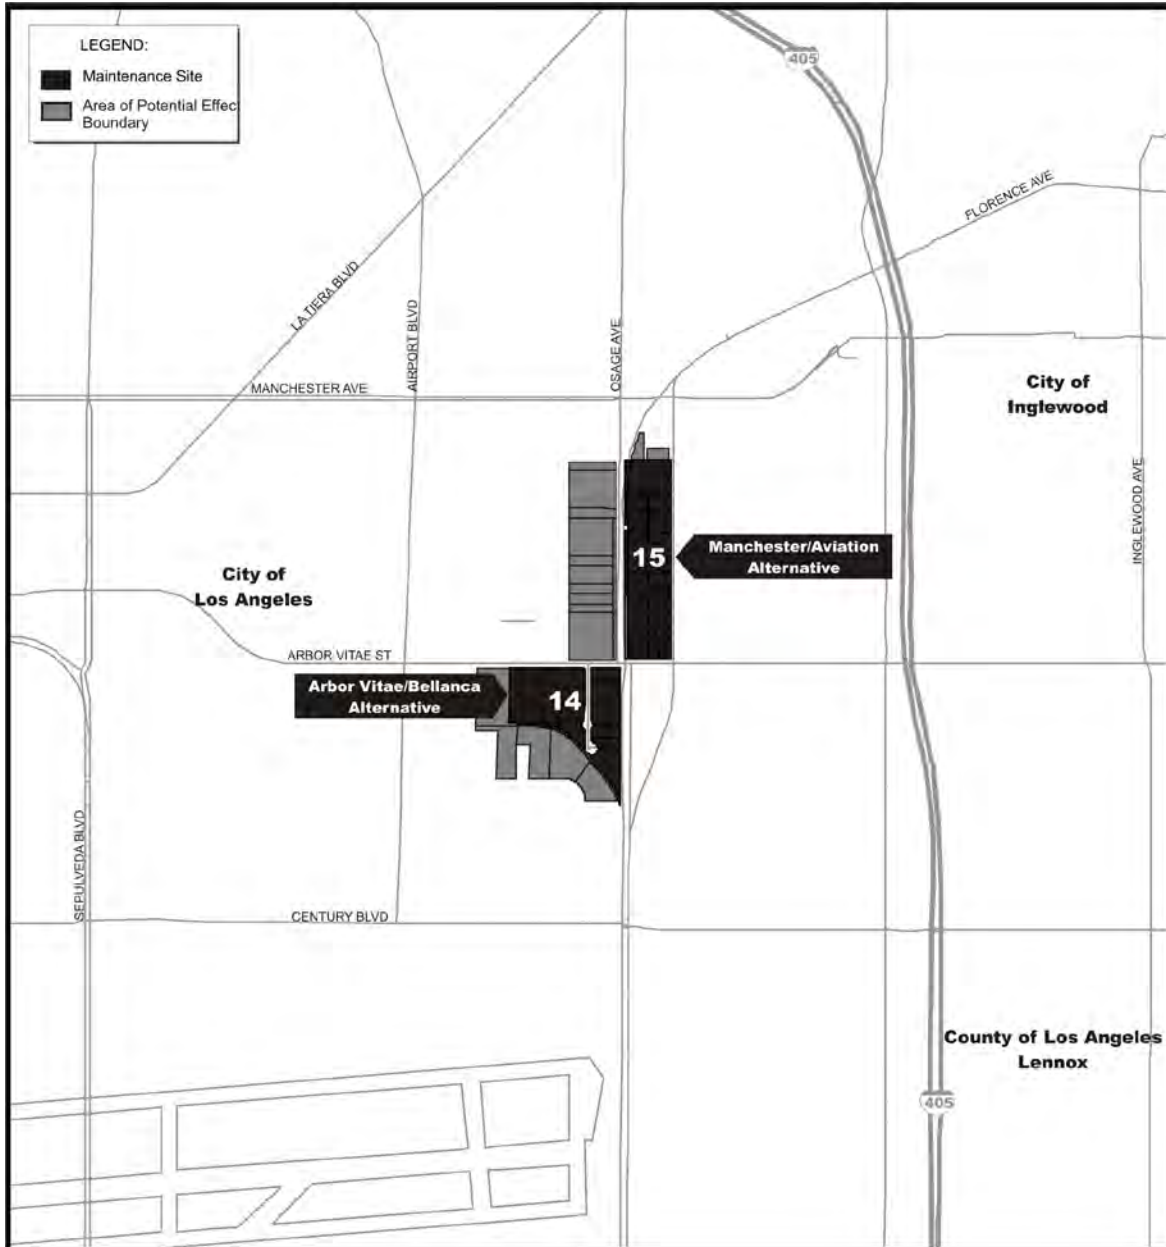 LEGEND:
Maintenance Site
Area of Potential Effec
Boundary
405
FLORENCE AVE
LA TIERA BLVD
AIRPORT BLVD
OSAGE AVE
MANCHESTER AVE
City of
Inglewood
INGLEWOOD AVE
15
Manchester/Aviation
Alternative
City of
Los Angeles
ARBOR VITAE ST
Arbor Vitae/Bellanca
Alternative
14
SEPULVEDA BLVD
CENTURY BLVD
County of Los Angeles
Lennox
405